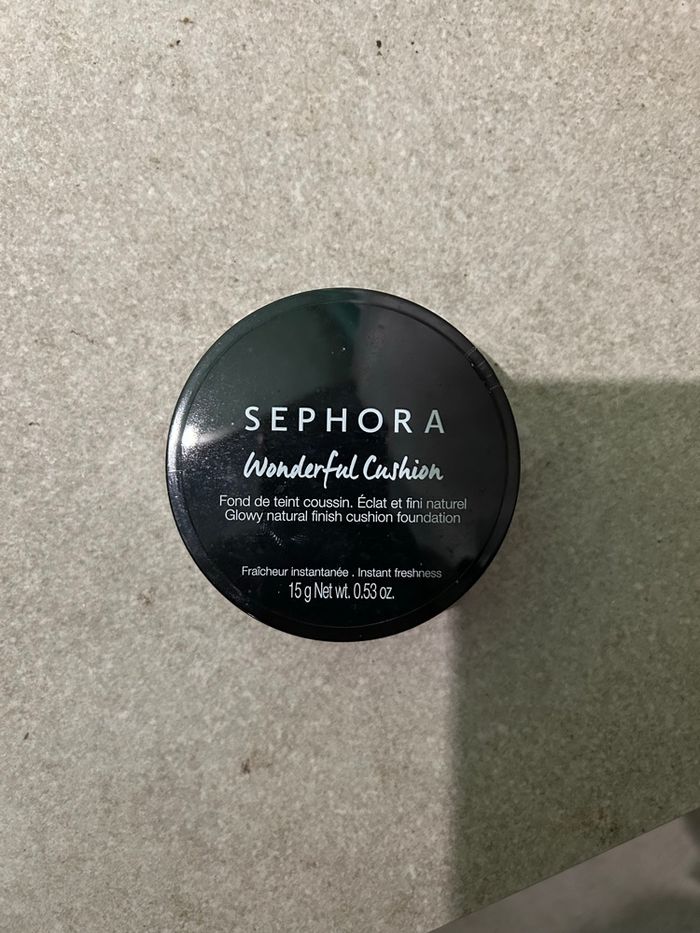 SEPHORA
Wonderful Cushion
Fond de teint coussin. Éclat et fini naturel
Glowy natural finish cushion foundation
Fraîcheur instantanée . Instant freshness
15 g Net wt. 0.53 oz.